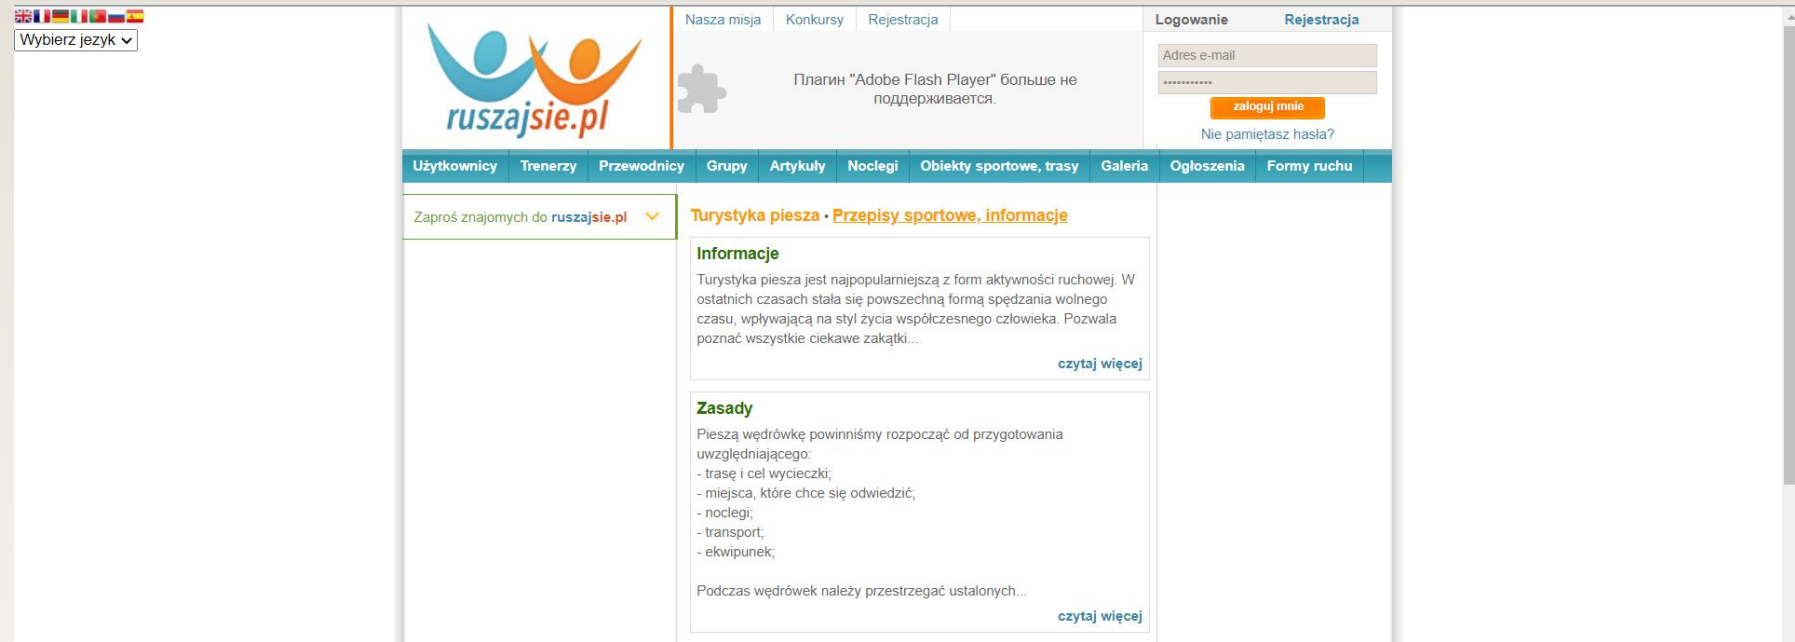 Wybierz jezyk
ruszajsie.pl
Nasza misja
Konkursy
Rejestracja
Плагин "Adobe Flash Player" больше не
поддерживается.
Logowanie
Rejestracja
Adres e-mail
zaloguj mnie
Nie pamiętasz hasła?
Użytkownicy
Trenerzy
Przewodnicy
Grupy
Artykuły
Noclegi
Obiekty sportowe, trasy
Galeria
Ogłoszenia
Formy ruchu
Zaproś znajomych do ruszajsie.pl
Turystyka piesza • Przepisy sportowe, informacje
Informacje
Turystyka piesza jest najpopularniejszą z form aktywności ruchowej. W
ostatnich czasach stała się powszechną formą spędzania wolnego
czasu, wpływającą na styl życia współczesnego człowieka. Pozwala
poznać wszystkie ciekawe zakątki...
czytaj więcej
Zasady
Pieszą wędrówkę powinniśmy rozpocząć od przygotowania
uwzględniającego:
- trasę i cel wycieczki;
- miejsca, które chce się odwiedzić;
- noclegi;
- transport;
- ekwipunek;
Podczas wędrówek należy przestrzegać ustalonych...
czytaj więcej